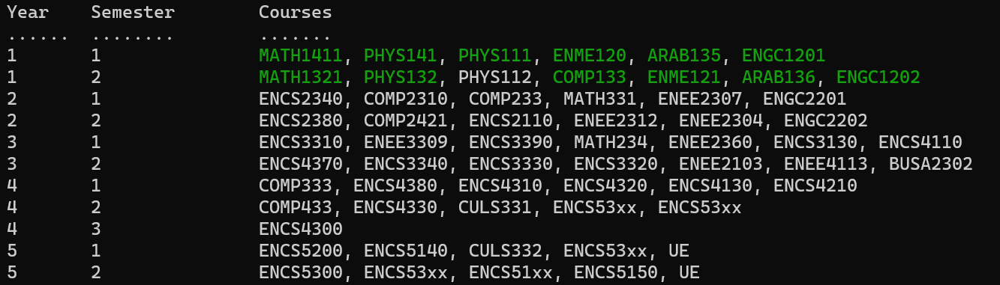 Year Semester Courses
...... ........ .......
1 1 MATH1411, PHYS141, PHYS111, ENME120, ARAB135, ENGC1201
1 2 MATH1321, PHYS132, PHYS112, COMP133, ENME121, ARAB136, ENGC1202
2 1 ENCS2340, COMP2310, COMP233, MATH331, ENEE2307, ENGC2201
2 2 ENCS2380, COMP2421, ENCS2110, ENEE2312, ENEE2304, ENGC2202
3 1 ENCS3310, ENEE3309, ENCS3390, MATH234, ENEE2360, ENCS3130, ENCS4110
3 2 ENCS4370, ENCS3340, ENCS3330, ENCS3320, ENEE2103, ENEE4113, BUSA2302
4 1 COMP333, ENCS4380, ENCS4310, ENCS4320, ENCS4130, ENCS4210
4 2 COMP433, ENCS4330, CULS331, ENCS53xx, ENCS53xx
4 3 ENCS4300
5 1 ENCS5200, ENCS5140, CULS332, ENCS53xx, UE
5 2 ENCS5300, ENCS53xx, ENCS51xx, ENCS5150, UE